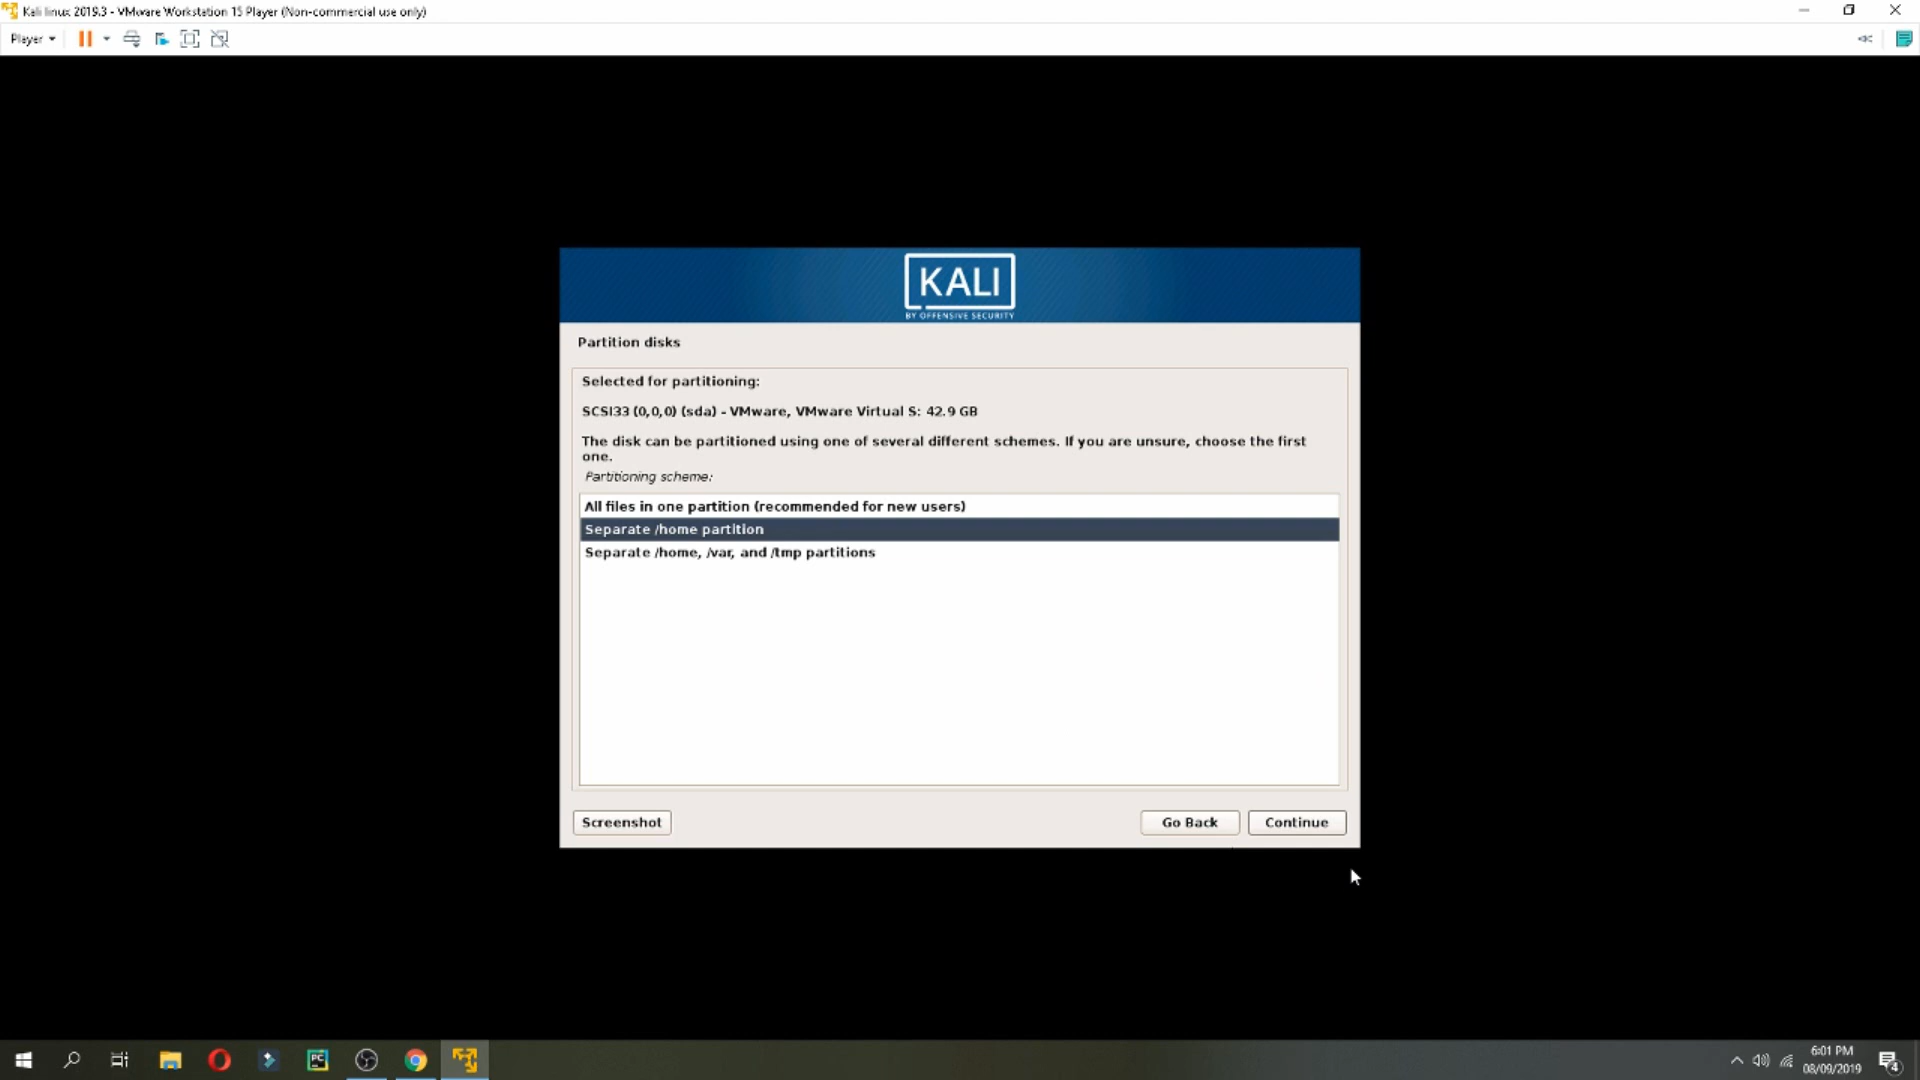 Kali linux 2019.3 - VMware Workstation 15 Player (Non-commercial use only)
Player
KALI
BY OFFENSIVE SECURITY
Partition disks
Selected for partitioning:
SCSI33 (0,0,0) (sda) - VMware, VMware Virtual S: 42.9 GB
The disk can be partitioned using one of several different schemes. If you are unsure, choose the first
one.
Partitioning scheme:
All files in one partition (recommended for new users)
Separate /home partition
Separate /home, /var, and /tmp partitions
Screenshot
Go Back
Continue
PC
6:01 PM
08/09/2019
4